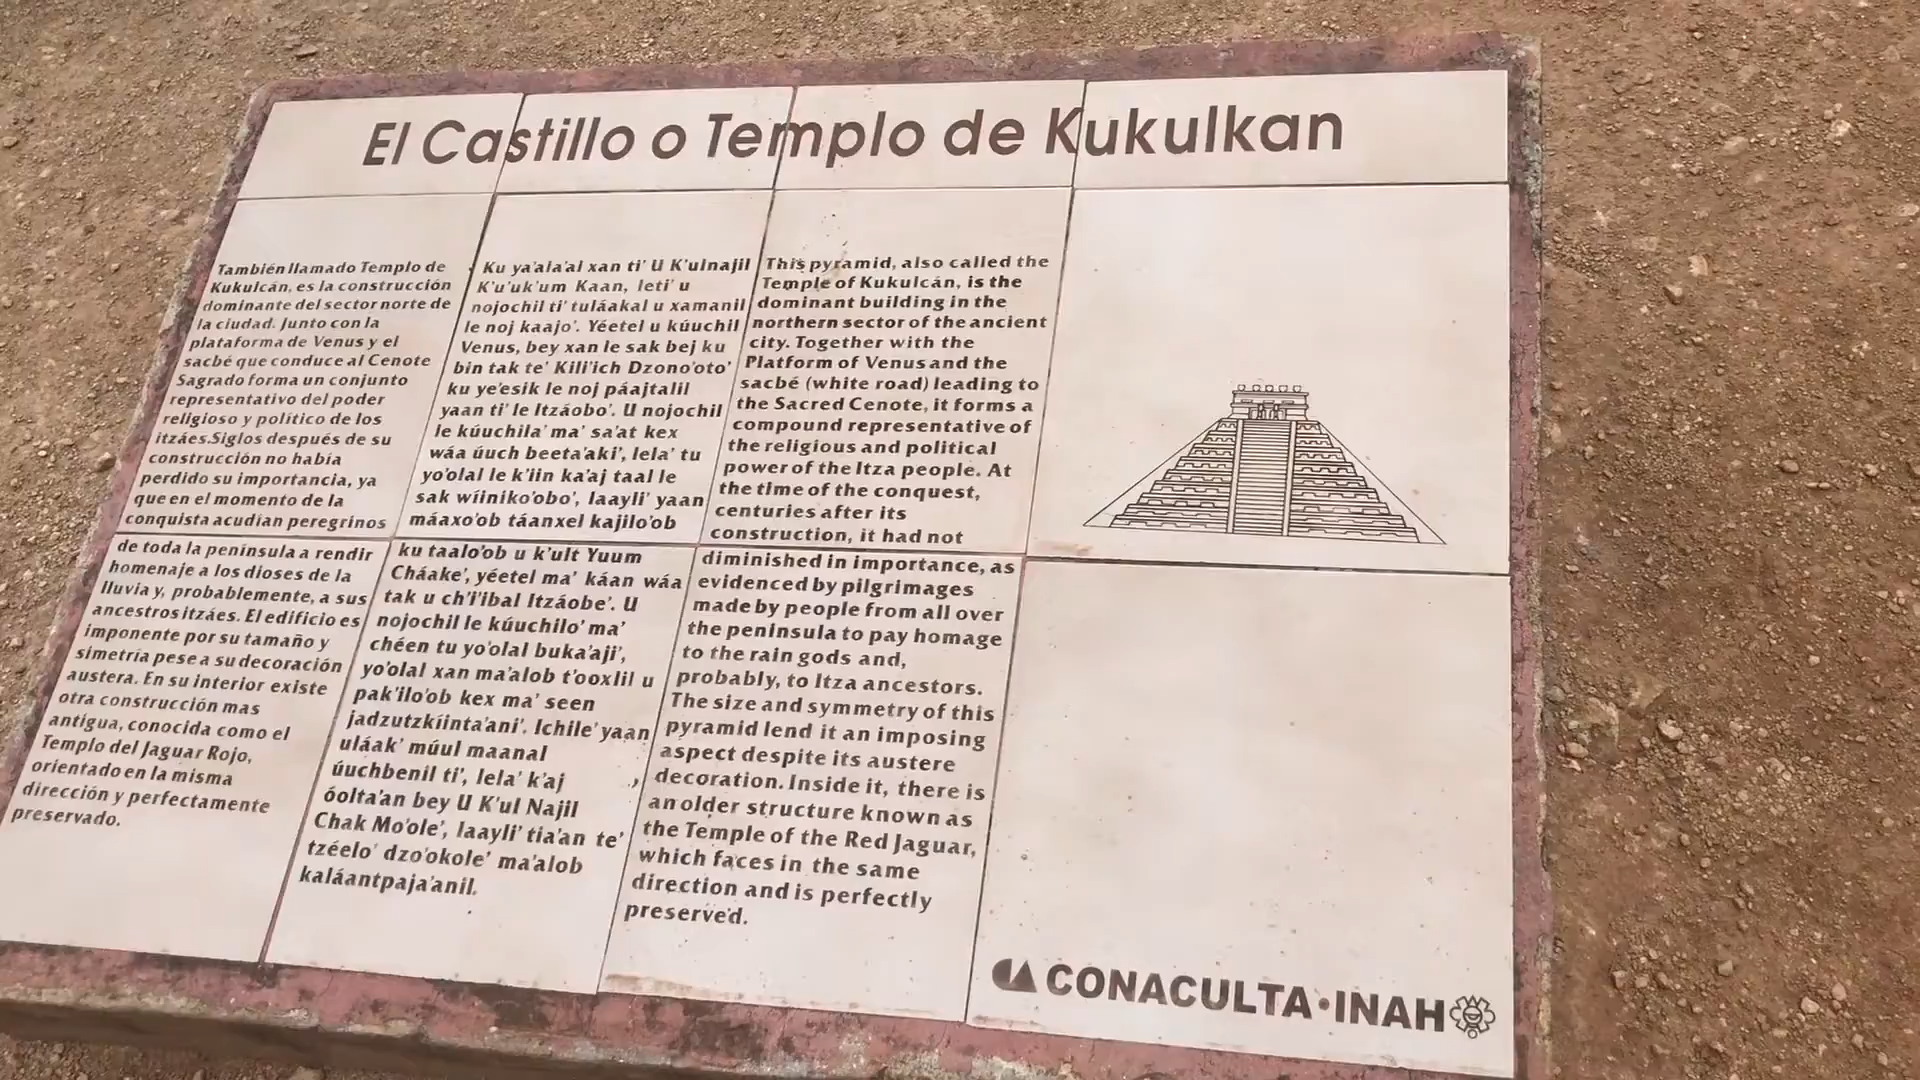 El Castillo o Templo de Kukulkan
También llamado Templo de
Kukulcán, es la construcción
dominante del sector norte de
la ciudad. Junto con la
plataforma de Venus y el
sacbé que conduce al Cenote
Sagrado forma un conjunto
representativo del poder
religioso y político de los
itzáes.Siglos después de su
construcción no había
perdido su importancia, ya
que en el momento de la
conquista acudían peregrinos
de toda la península a rendir
homenaje a los dioses de la
lluvia y, probablemente, a sus
ancestros itzáes. El edificio es
imponente por su tamaño y
simetría pese a su decoración
austera. En su interior existe
otra construcción mas
antigua, conocida como el
Templo del Jaguar Rojo,
orientado en la misma
dirección y perfectamente
preservado.
Ku ya'ala'al xan ti' U K'ulnajil
K'u'uk'um Kaan, leti' u
nojochil ti' tuláakal u xamanil
le noj kaajo'. Yéetel u kúuchil
Venus, bey xan le sak bej ku
bin tak te' Kili'ich Dzono'oto'
ku ye'esik le noj páajtalil
yaan ti' le Itzáobo'. U nojochil
le kúuchila' ma' sa'at kex
wáa úuch beeta'aki', lela' tu
yo'olal le k'iin ka'aj taal le
sak wíiniko'obo', laayli' yaan
máaxo'ob táanxel kajilo'ob
ku taalo'ob u k'ult Yuum
Cháake', yéetel ma' káan wáa
tak u ch'i'ibal Itzáobe'. U
nojochil le kúuchilo' ma'
chéen tu yo'olal buka'aji',
yo'olal xan ma'alob t'ooxlil u
pak'ilo'ob kex ma' seen
jadzutzkíinta'ani'. Ichile' yaan
uláak' múul maanal
úuchbenil ti', lela' k'aj
óolta'an bey U K'ul Najil
Chak Mo'ole', laayli' tia'an te'
tzéelo' dzo'okole' ma'alob
kaláantpaja'anil.
This pyramid, also called the
Temple of Kukulcán, is the
dominant building in the
northern sector of the ancient
city. Together with the
Platform of Venus and the
sacbé (white road) leading to
the Sacred Cenote, it forms a
compound representative of
the religious and political
power of the Itza people. At
the time of the conquest,
centuries after its
construction, it had not
diminished in importance, as
evidenced by pilgrimages
made by people from all over
the peninsula to pay homage
to the rain gods and,
probably, to Itza ancestors.
The size and symmetry of this
pyramid lend it an imposing
aspect despite its austere
decoration. Inside it, there is
an older structure known as
the Temple of the Red Jaguar,
which faces in the same
direction and is perfectly
preserved.
CONACULTA•INAH